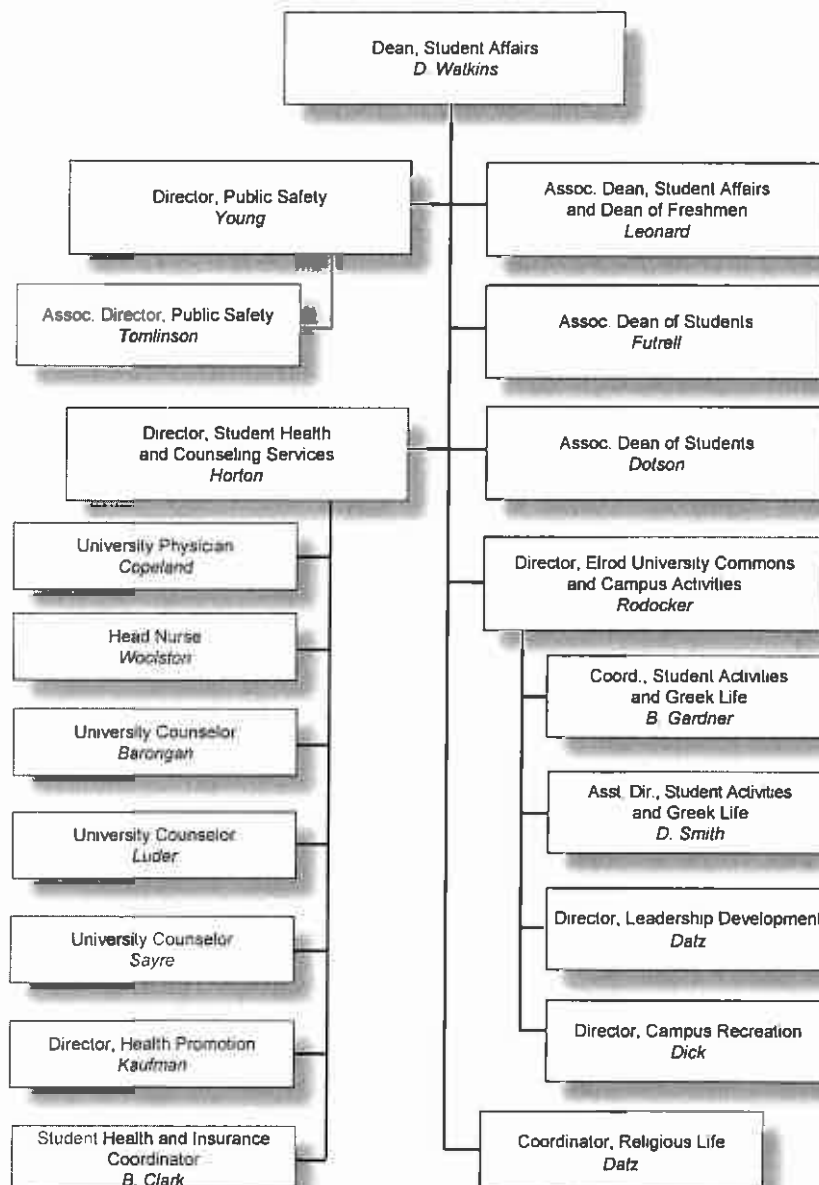 Dean, Student Affairs
D. Watkins
Director, Public Safety
Young
Assoc. Director, Public Safety
Tomlinson
Director, Student Health
and Counseling Services
Horton
University Physician
Copeland
Head Nurse
Woolston
University Counselor
Barongan
University Counselor
Luder
University Counselor
Sayre
Director, Health Promotion
Kaufman
Student Health and Insurance
Coordinator
B. Clark
Assoc. Dean, Student Affairs
and Dean of Freshmen
Leonard
Assoc. Dean of Students
Futrell
Assoc. Dean of Students
Dotson
Director, Elrod University Commons
and Campus Activities
Rodocker
Coord., Student Activities
and Greek Life
B. Gardner
Asst. Dir., Student Activities
and Greek Life
D. Smith
Director, Leadership Development
Datz
Director, Campus Recreation
Dick
Coordinator, Religious Life
Datz